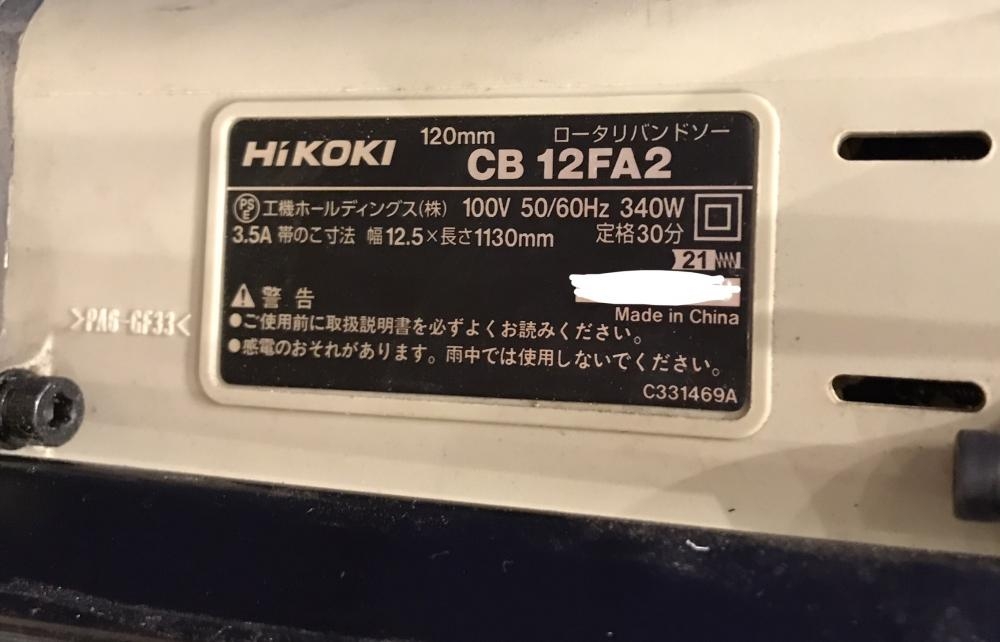 120mm ロータリバンドソー
HiKOKI CB 12FA2
PSE 工機ホールディングス(株) 100V 50/60Hz 340W
3.5A 帯のこ寸法 幅12.5×長さ1130mm 定格30分
21
警告
Made in China
●ご使用前に取扱説明書を必ずよくお読みください。
●感電のおそれがあります。雨中では使用しないでください。
C331469A
>PA6-GF33<